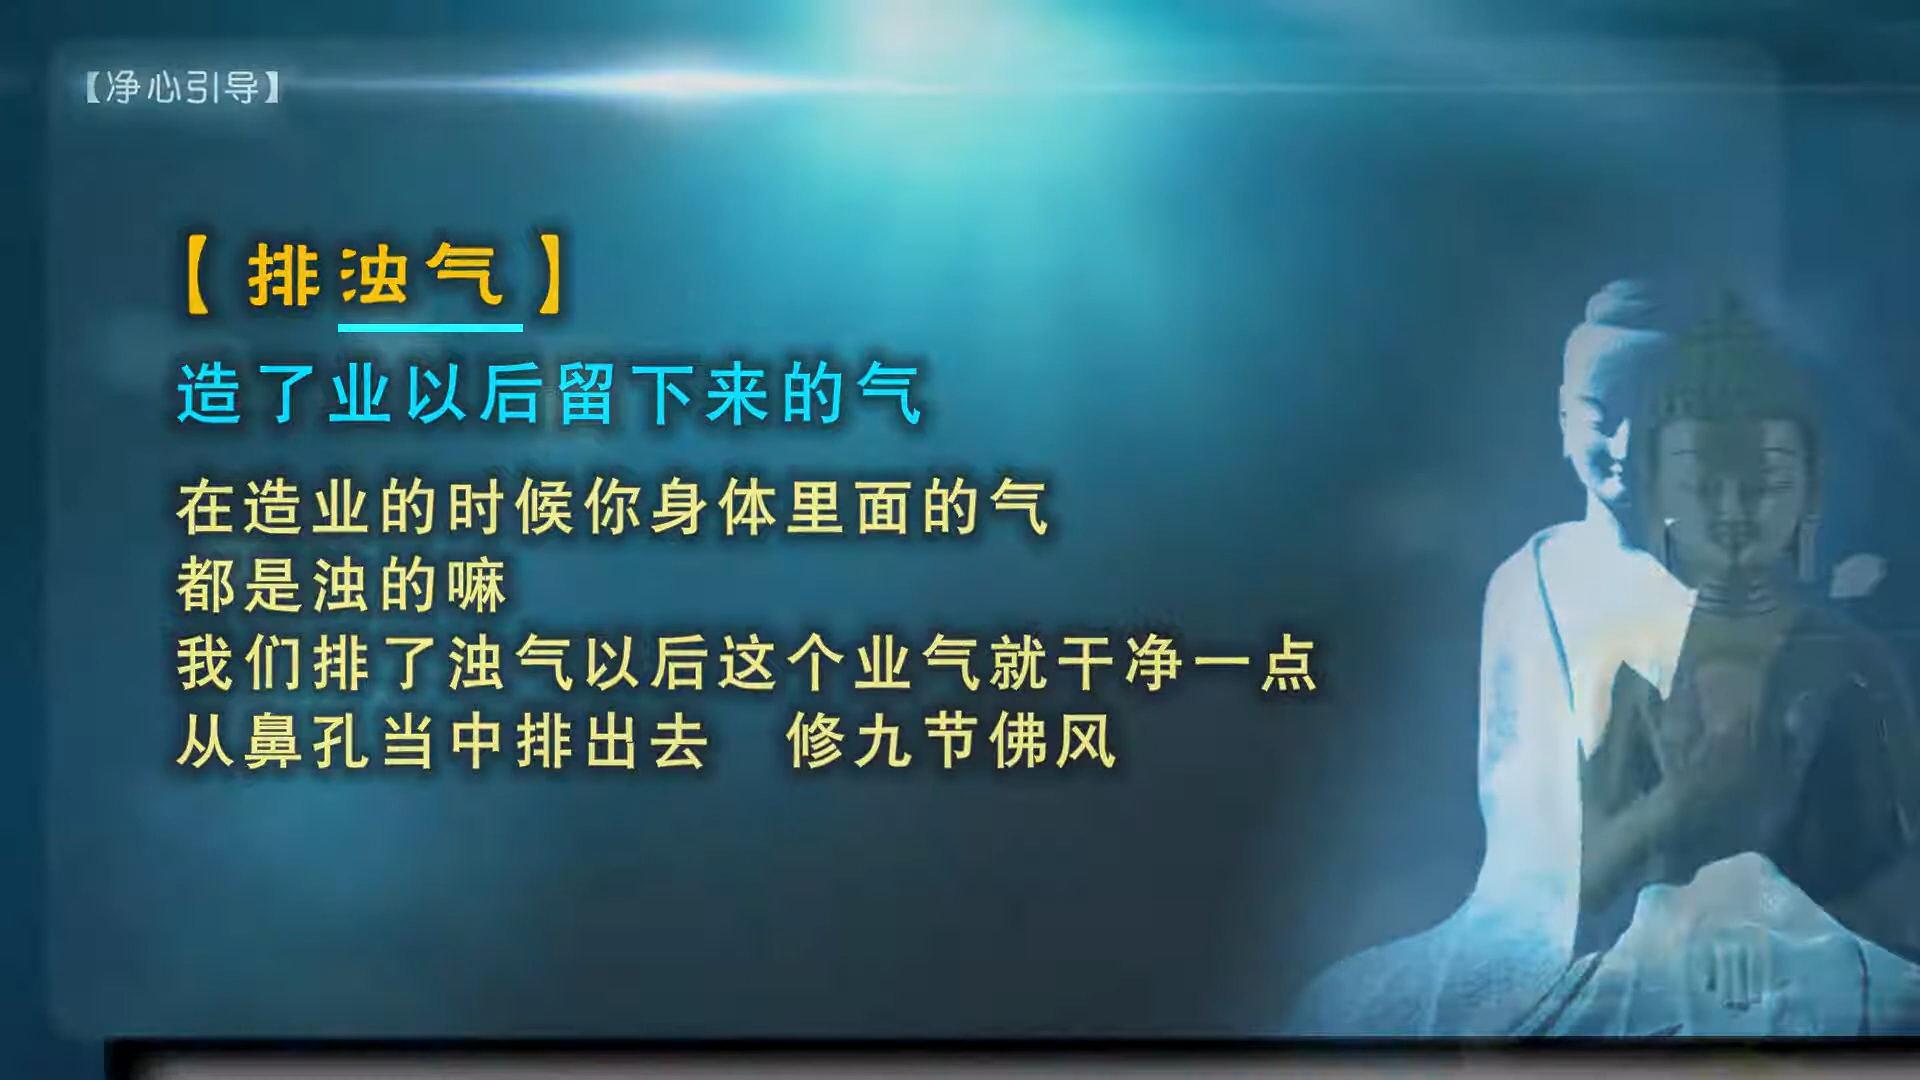 【净心引导】
【排浊气】
造了业以后留下来的气
在造业的时候你身体里面的气
都是浊的嘛
我们排了浊气以后这个业气就干净一点
从鼻孔当中排出去　修九节佛风